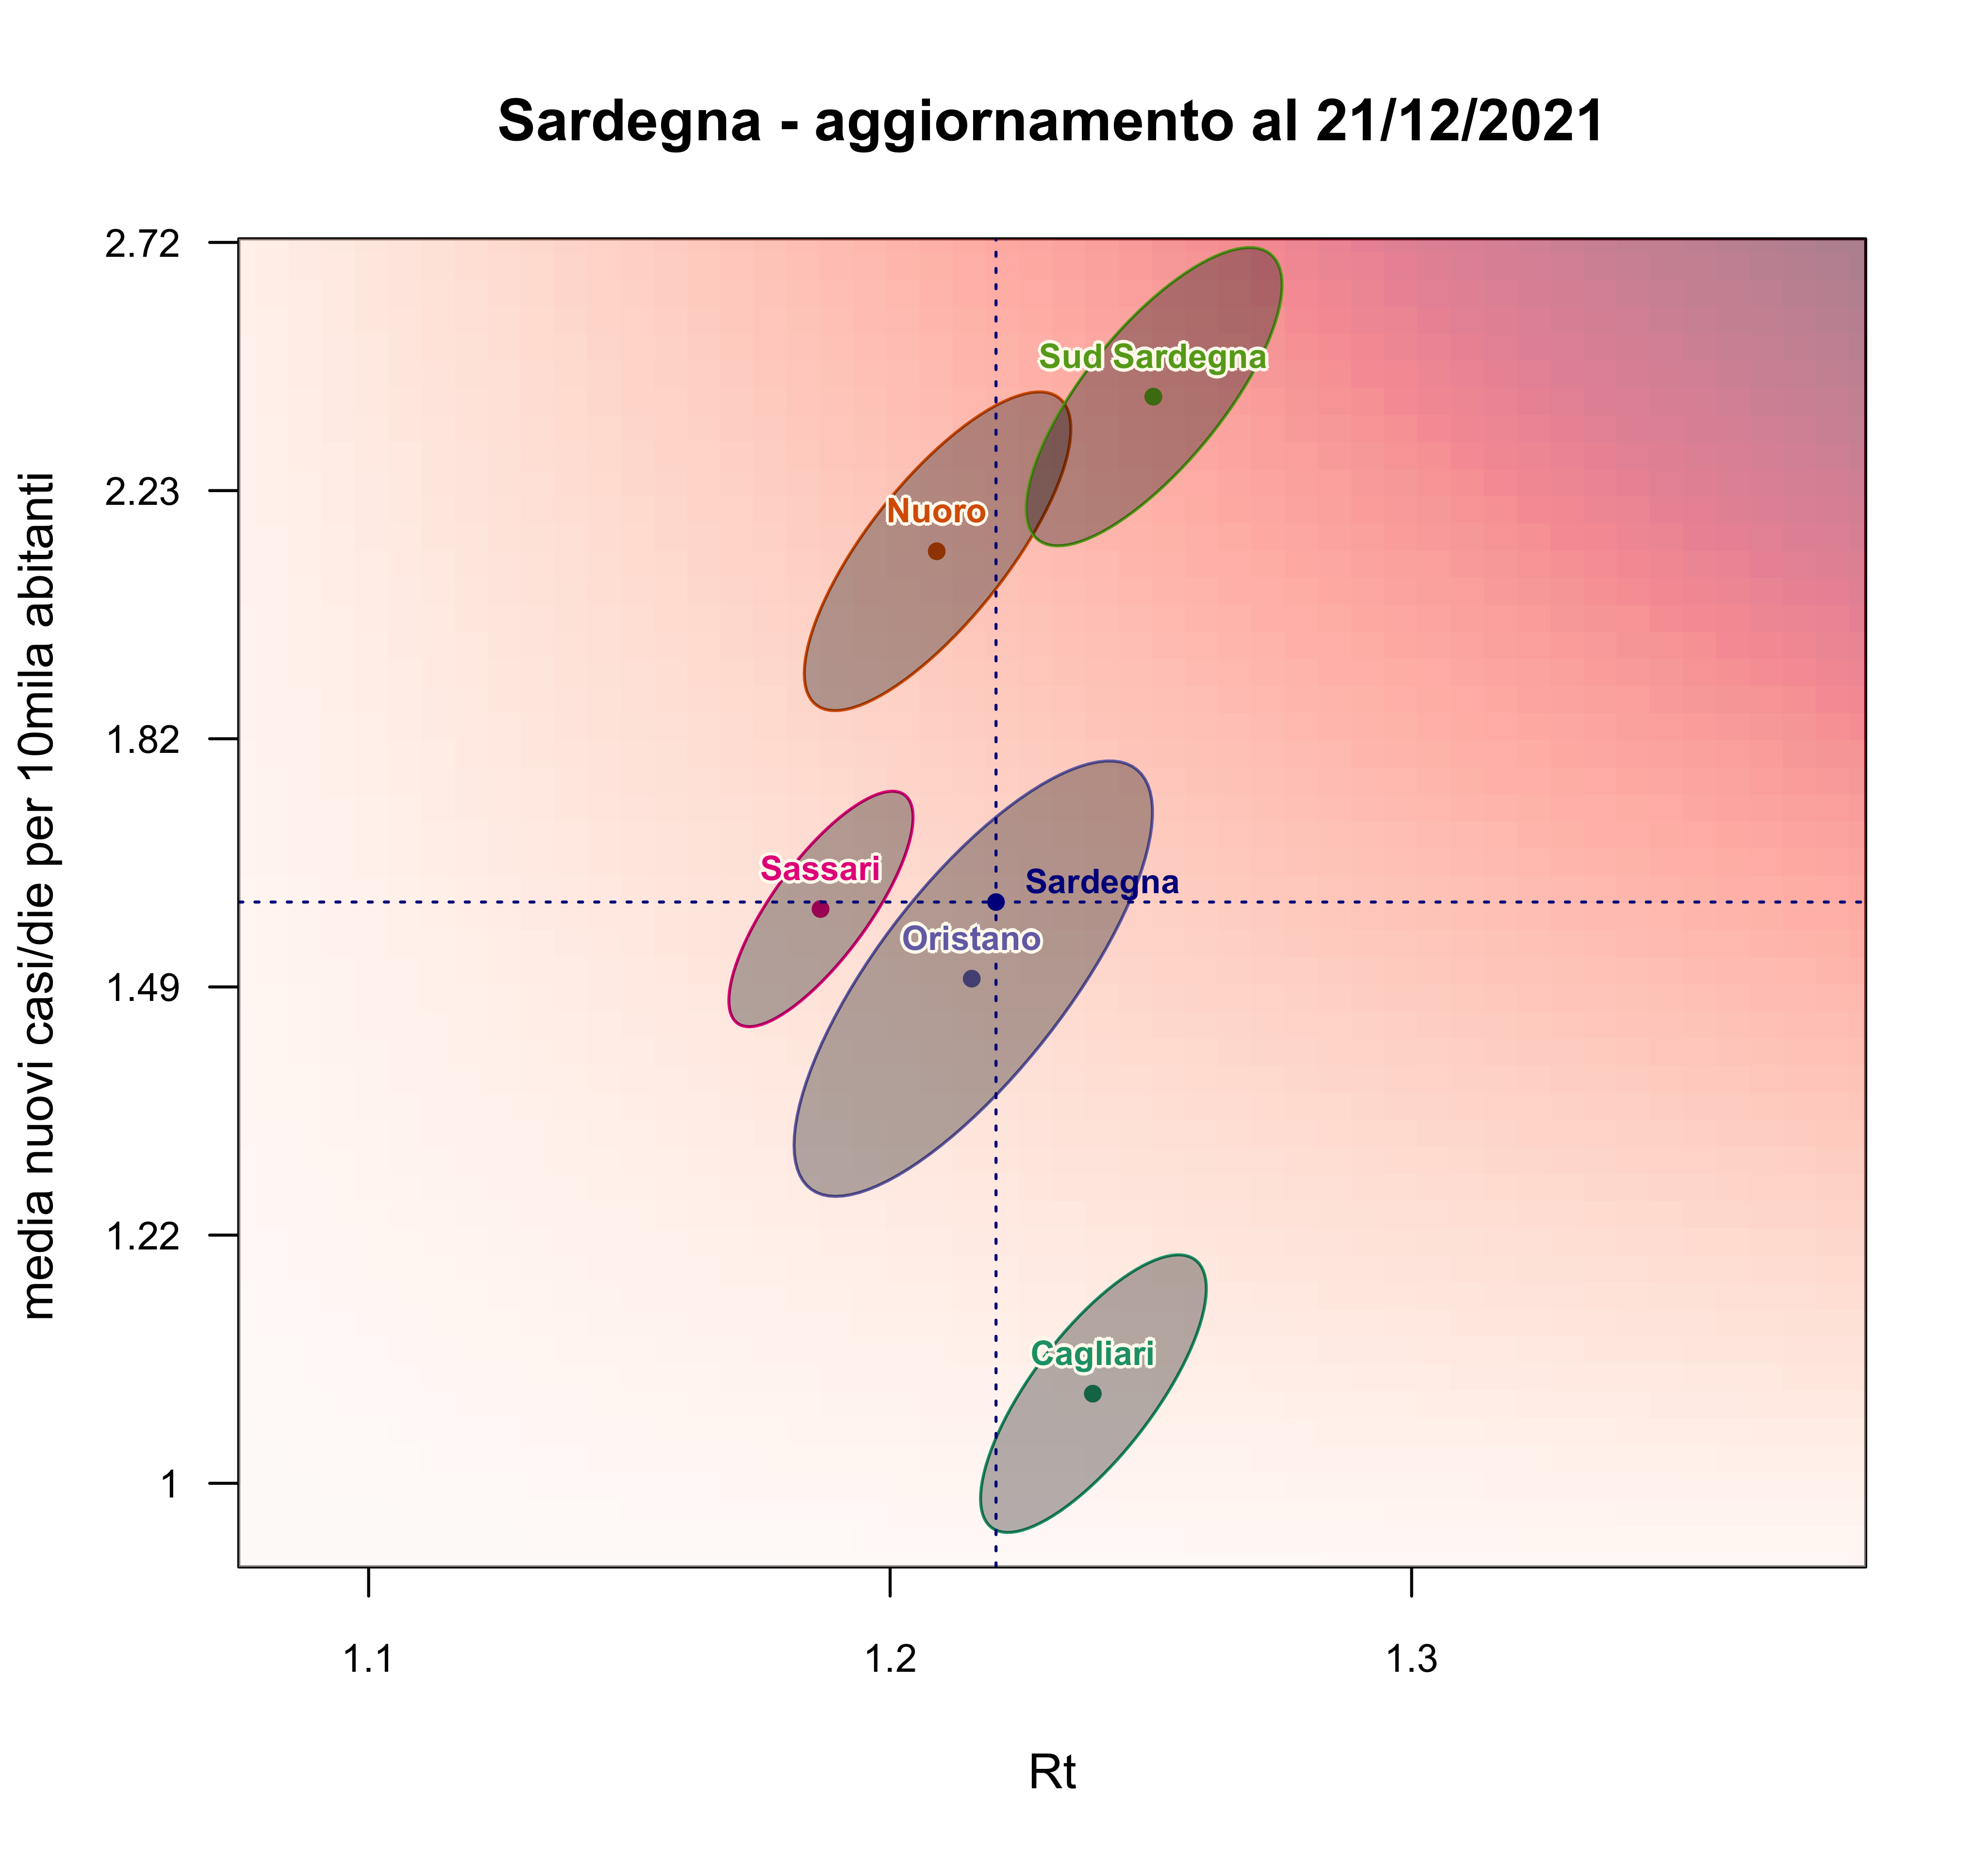 Sardegna - aggiornamento al 21/12/2021
media nuovi casi/die per 10mila abitanti
2.72
2.23
1.82
1.49
1.22
1
Sud Sardegna
Nuoro
Sassari
Sardegna
Oristano
Cagliari
1.1
1.2
1.3
Rt